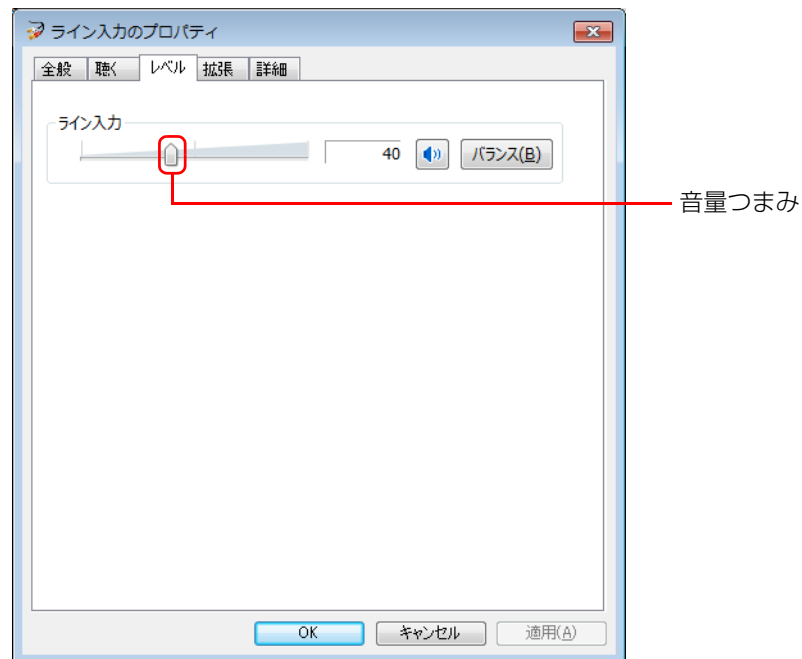 ライン入力のプロパティ
全般 聴く レベル 拡張 詳細
ライン入力
40 バランス(B)
音量つまみ
OK キャンセル 適用(A)